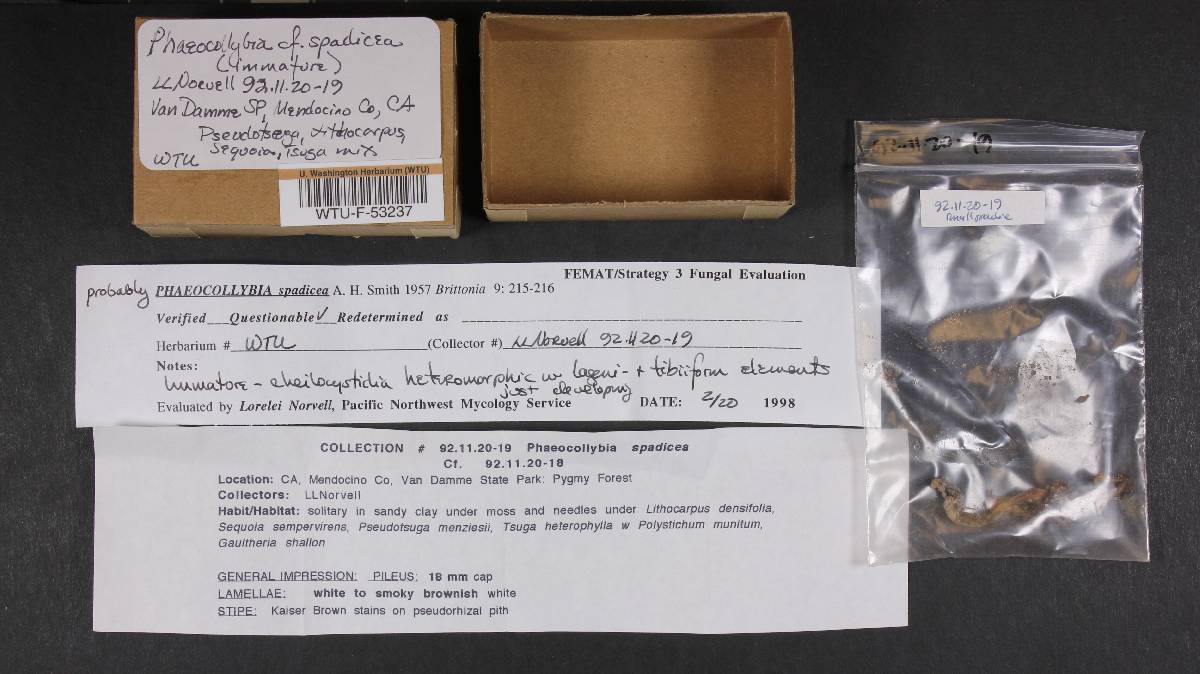 Phaeocollybia cf. spadicea
(immature)
LLNorvell 92.11.20-19
Van Damme SP, Mendocino Co, CA
Pseudotsega, Lithocarpus,
Sequoia, Tsuga mix
WTU
U. Washington Herbarium (WTU)
WTU-F-53237
92.11.20-19
92.11.20-19
FEMAT/Strategy 3 Fungal Evaluation
probably PHAEOCOLLYBIA spadicea A. H. Smith 1957 Brittonia 9: 215-216
Verified___Questionable√_Redetermined as
Herbarium # WTU (Collector #) LLNorvell 92.11.20-19
Notes:
Immature - cheilocystidia heteromorphic w lageni- + tibiiform elements
just developing
Evaluated by Lorelei Norvell, Pacific Northwest Mycology Service DATE: 2/20 1998
COLLECTION # 92.11.20-19 Phaeocollybia spadicea
Cf. 92.11.20-18
Location: CA, Mendocino Co, Van Damme State Park: Pygmy Forest
Collectors: LLNorvell
Habit/Habitat: solitary in sandy clay under moss and needles under Lithocarpus densifolia,
Sequoia sempervirens, Pseudotsuga menziesii, Tsuga heterophylla w Polystichum munitum,
Gaultheria shallon
GENERAL IMPRESSION: PILEUS: 18 mm cap
LAMELLAE: white to smoky brownish white
STIPE: Kaiser Brown stains on pseudorhizal pith